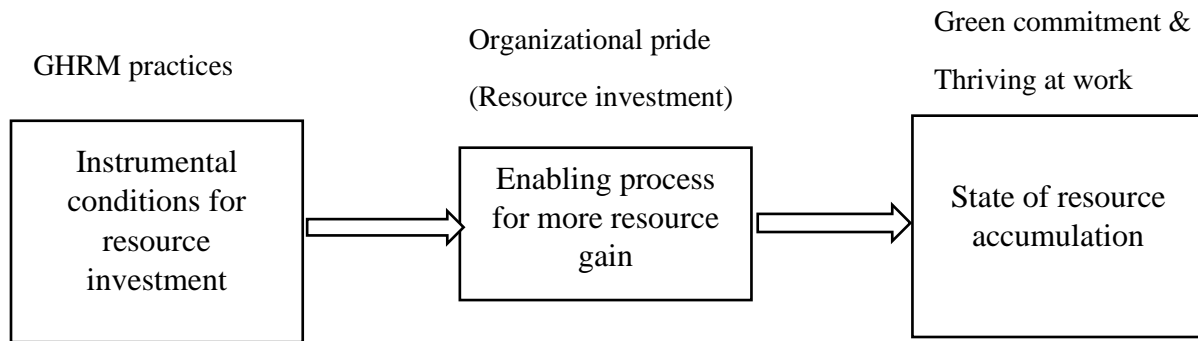 GHRM practices
Instrumental
conditions for
resource
investment
Organizational pride
(Resource investment)
Enabling process
for more resource
gain
Green commitment &
Thriving at work
State of resource
accumulation